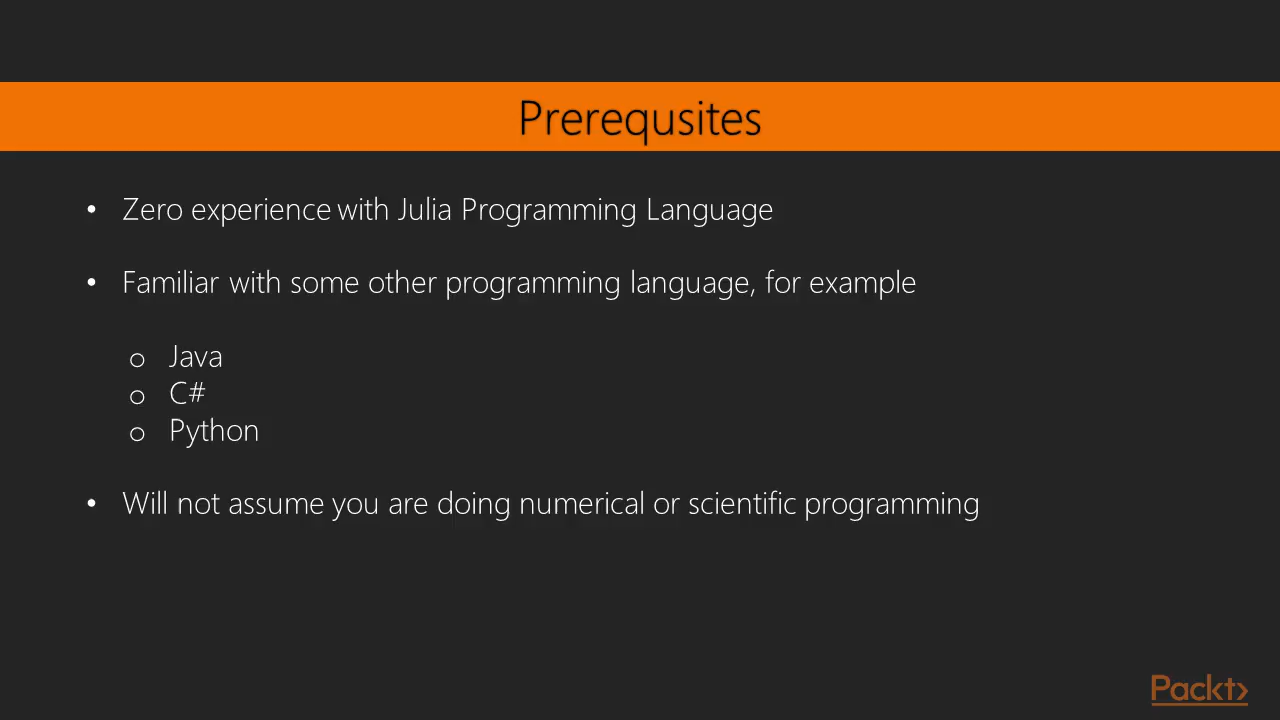 Prerequsites
• Zero experience with Julia Programming Language
• Familiar with some other programming language, for example
o Java
o C#
o Python
• Will not assume you are doing numerical or scientific programming
Packt>